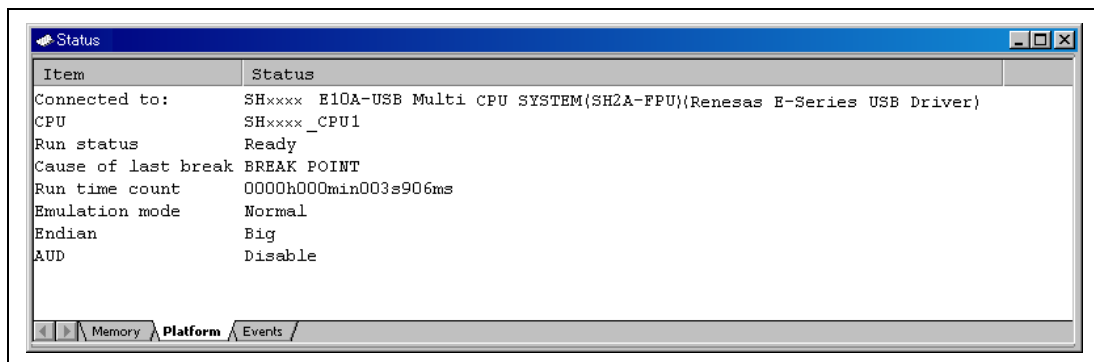 Status
Item Status
Connected to: SHxxxx E10A-USB Multi CPU SYSTEM(SH2A-FPU)(Renesas E-Series USB Driver)
CPU SHxxxx_CPU1
Run status Ready
Cause of last break BREAK POINT
Run time count 0000h000min003s906ms
Emulation mode Normal
Endian Big
AUD Disable
Memory Platform Events